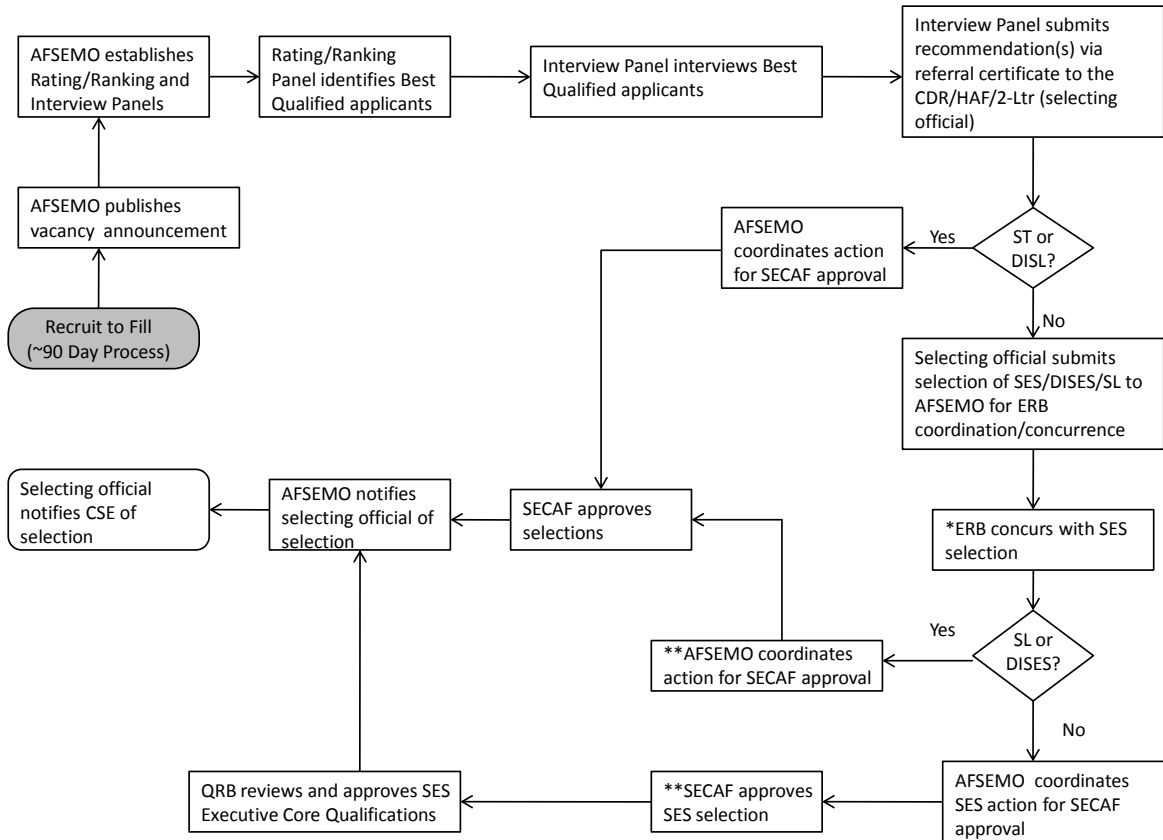 AFSEMO establishes
Rating/Ranking and
Interview Panels
Rating/Ranking
Panel identifies Best
Qualified applicants
Interview Panel interviews Best
Qualified applicants
Interview Panel submits
recommendation(s) via
referral certificate to the
CDR/HAF/2-Ltr (selecting
official)
AFSEMO publishes
vacancy announcement
Recruit to Fill
(~90 Day Process)
AFSEMO
coordinates action
for SECAF approval
Yes
ST or
DISL?
No
Selecting official submits
selection of SES/DISES/SL to
AFSEMO for ERB
coordination/concurrence
Selecting official
notifies CSE of
selection
AFSEMO notifies
selecting official of
selection
SECAF approves
selections
*ERB concurs with SES
selection
Yes
SL or
DISES?
**AFSEMO coordinates
action for SECAF approval
No
QRB reviews and approves SES
Executive Core Qualifications
**SECAF approves
SES selection
AFSEMO coordinates
SES action for SECAF
approval